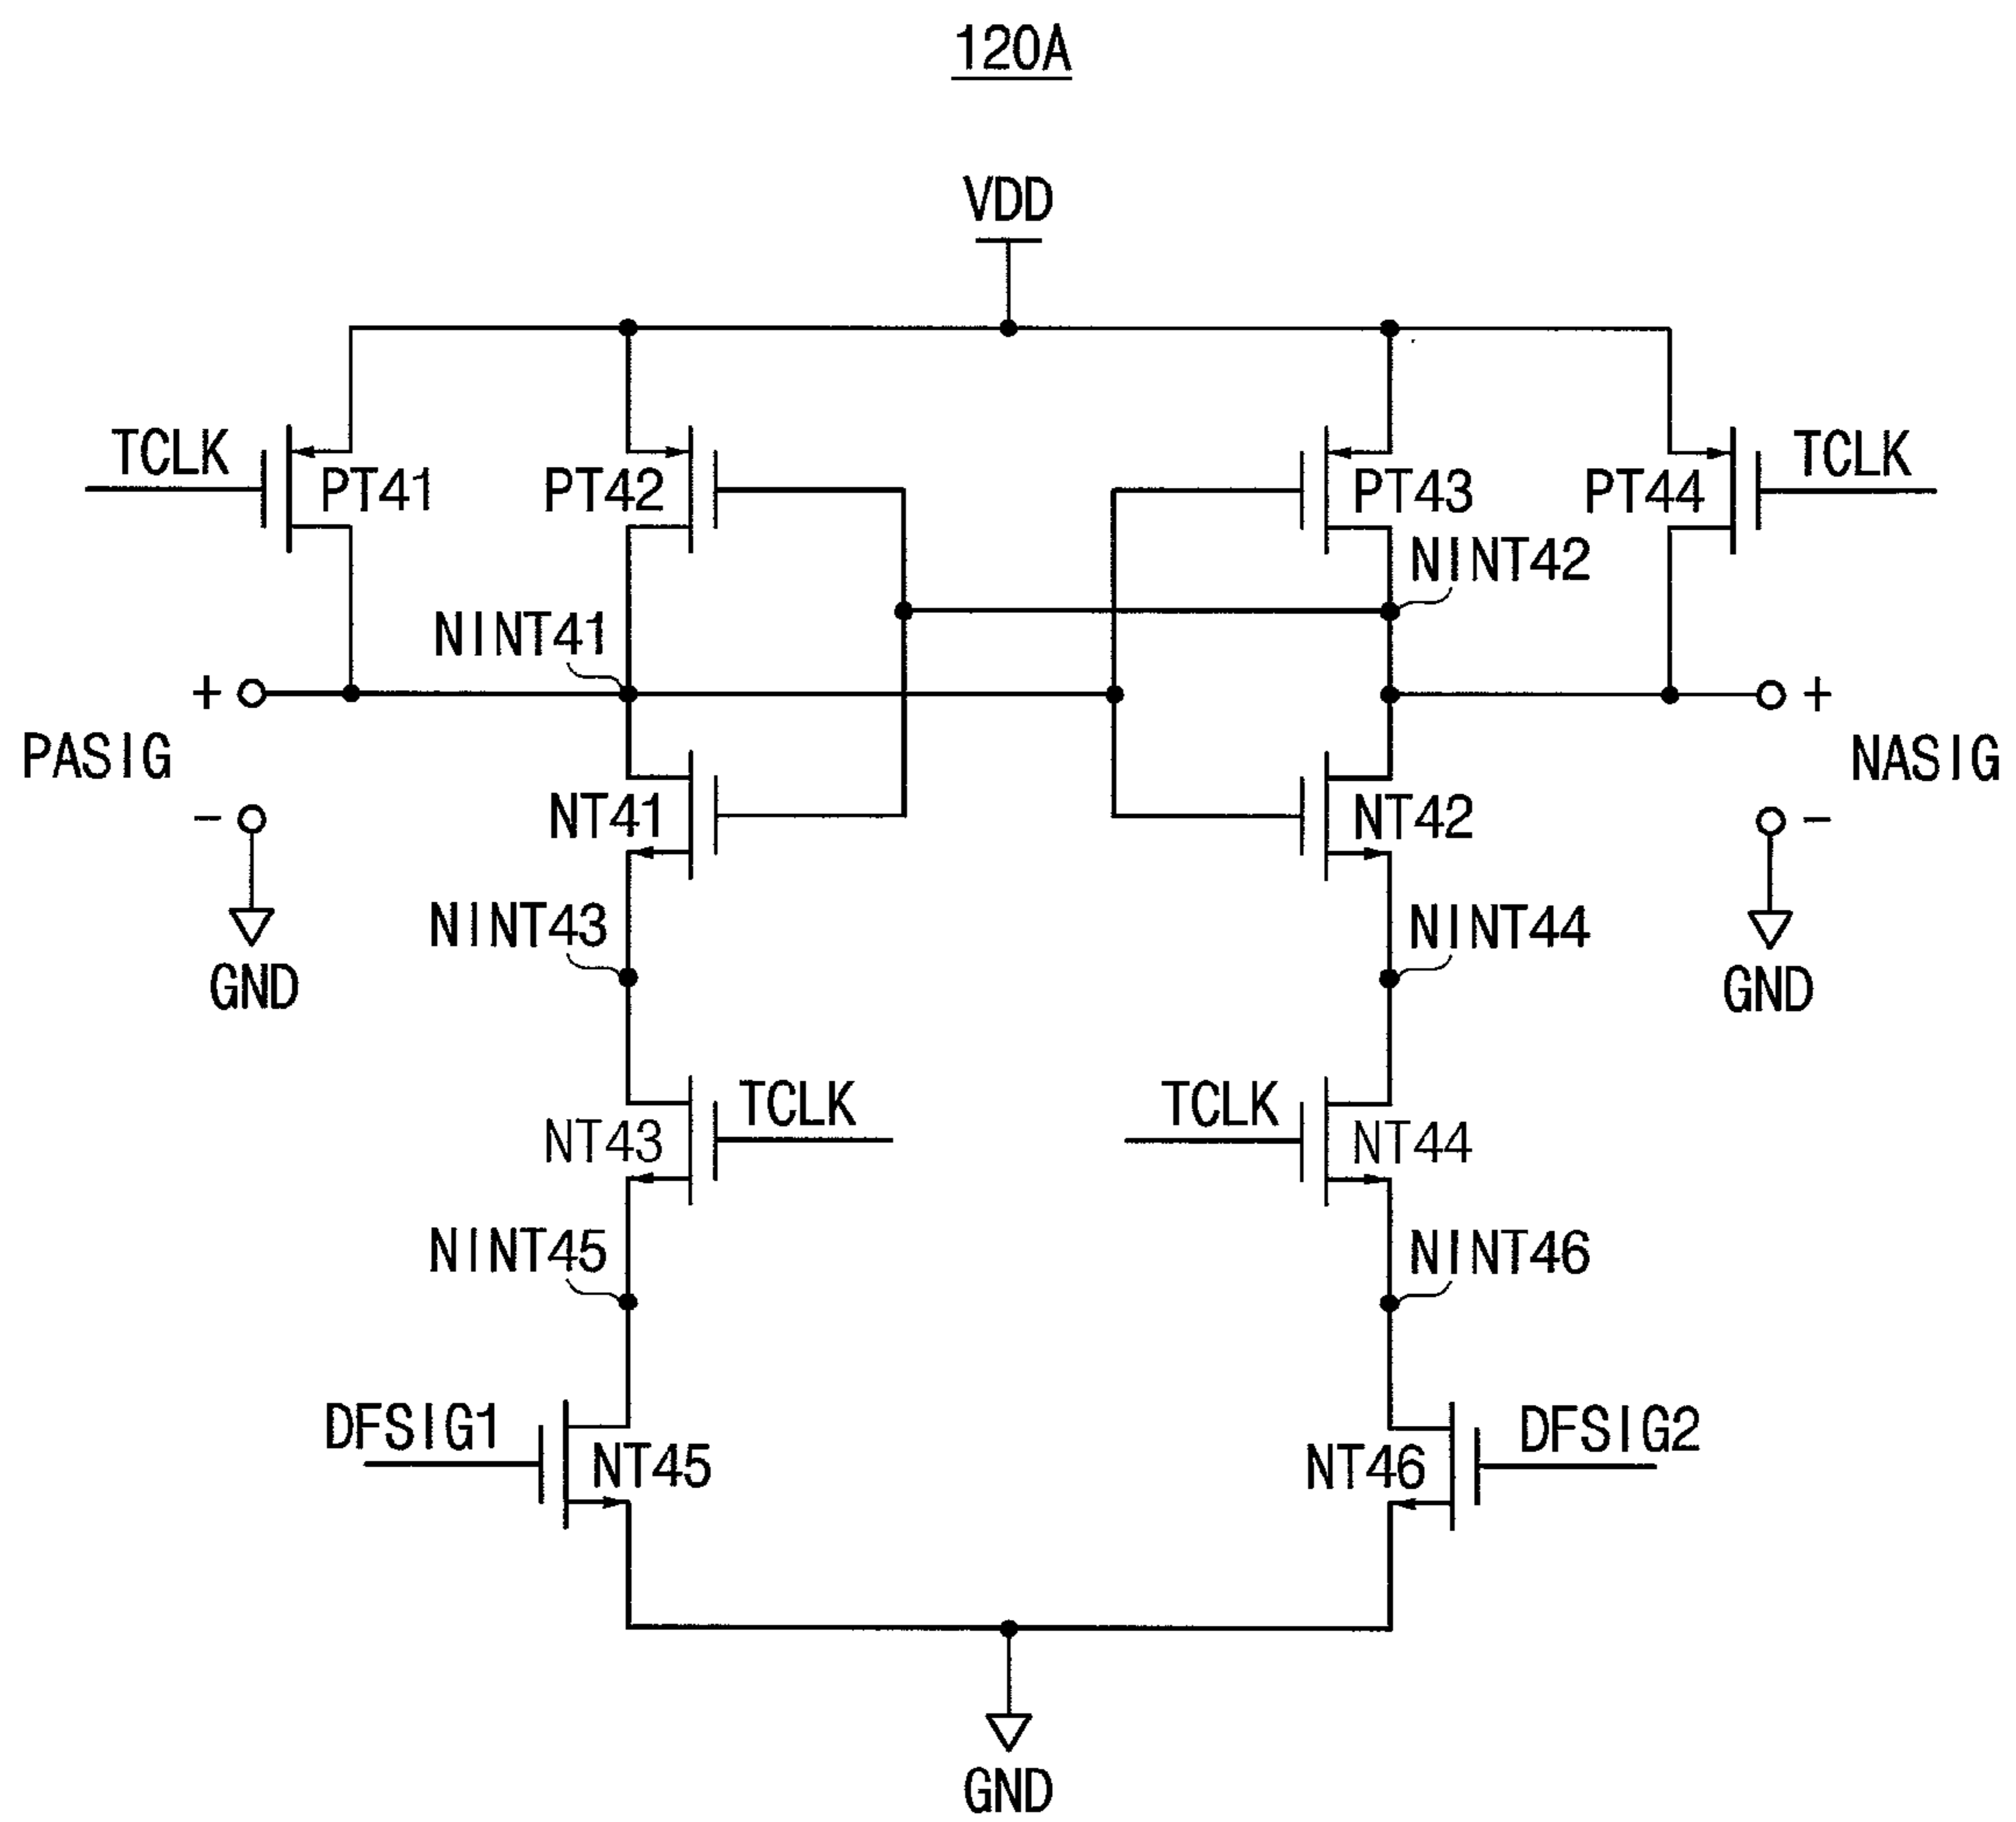 120A
VDD
TCLK
PT41
PT42
PT43
PT44
TCLK
NINT42
NINT41
+
+
PASIG
NASIG
-
-
NT41
NT42
NINT43
NINT44
GND
GND
TCLK
TCLK
NT43
NT44
NINT45
NINT46
DFSIG1
DFSIG2
NT45
NT46
GND